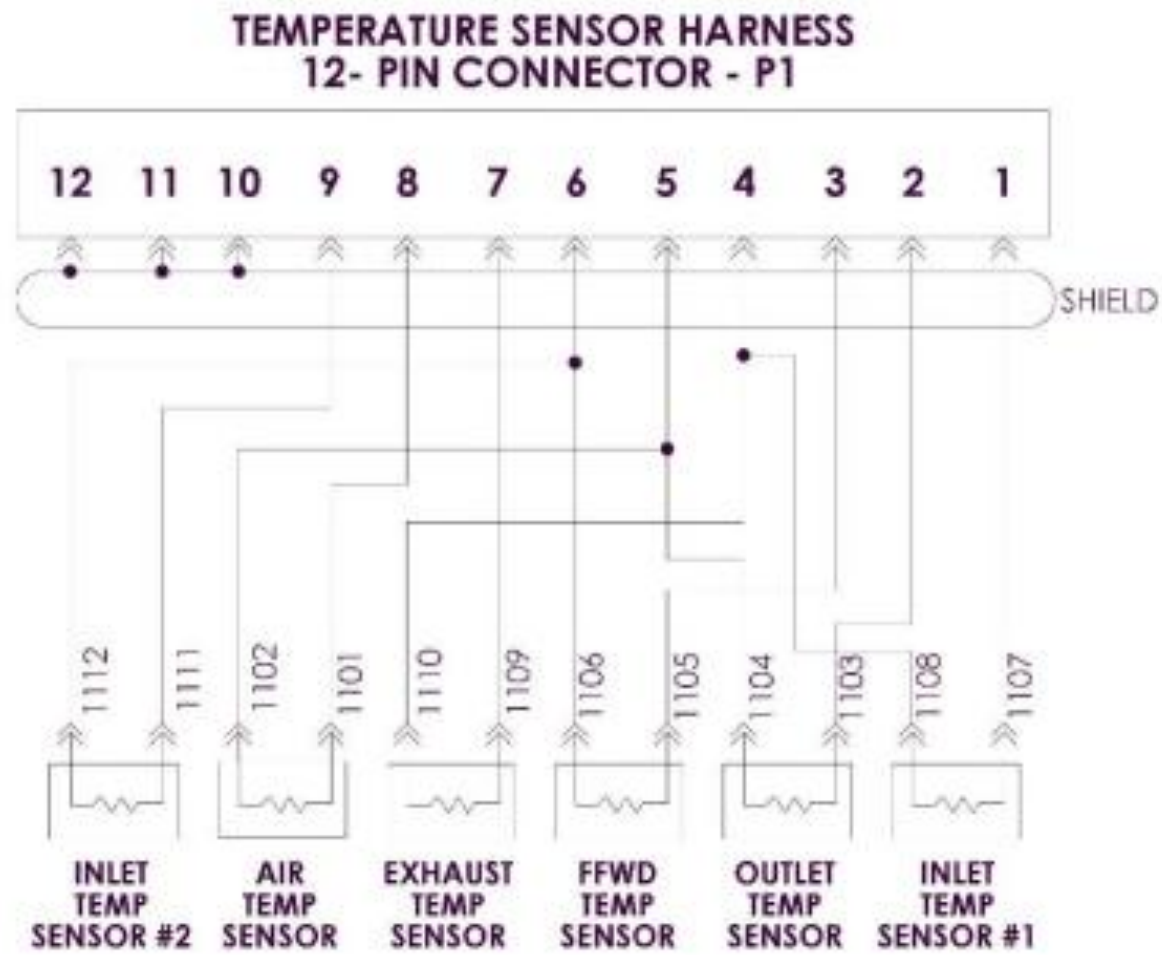 TEMPERATURE SENSOR HARNESS
12- PIN CONNECTOR - P1
12 11 10 9 8 7 6 5 4 3 2 1
SHIELD
1112 1111 1102 1101 1110 1109 1106 1105 1104 1103 1108 1107
INLET
TEMP
SENSOR #2
AIR
TEMP
SENSOR
EXHAUST
TEMP
SENSOR
FFWD
TEMP
SENSOR
OUTLET
TEMP
SENSOR
INLET
TEMP
SENSOR #1